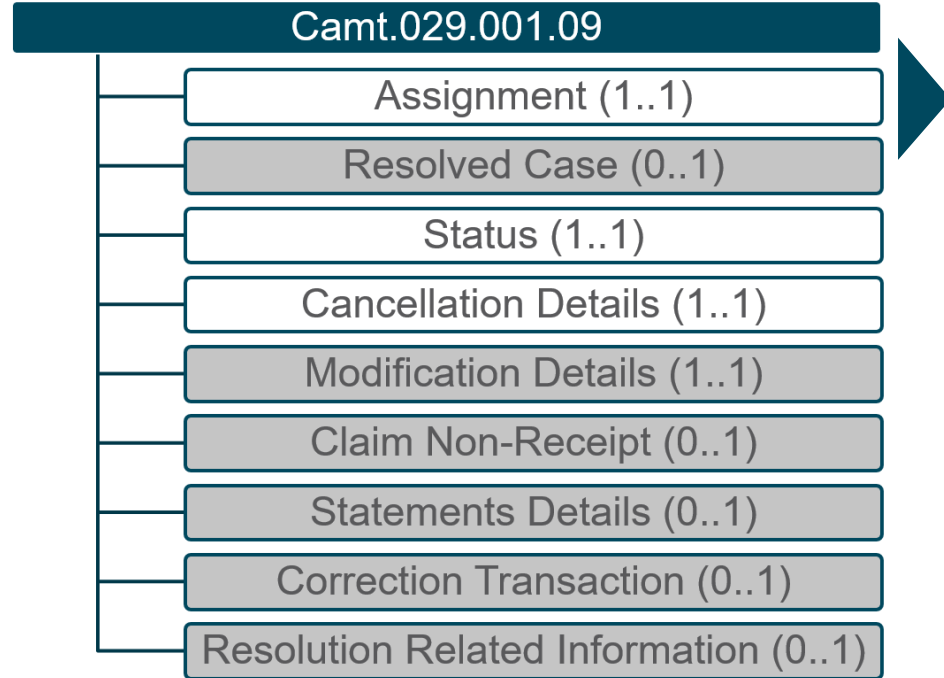 Camt.029.001.09
Assignment (1..1)
Resolved Case (0..1)
Status (1..1)
Cancellation Details (1..1)
Modification Details (1..1)
Claim Non-Receipt (0..1)
Statements Details (0..1)
Correction Transaction (0..1)
Resolution Related Information (0..1)